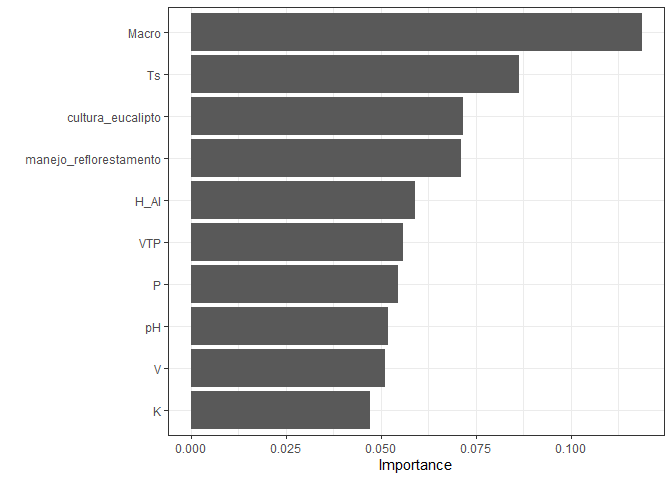 Macro
Ts
cultura_eucalipto
manejo_reflorestamento
H_Al
VTP
P
pH
V
K
0.000 0.025 0.050 0.075 0.100
Importance